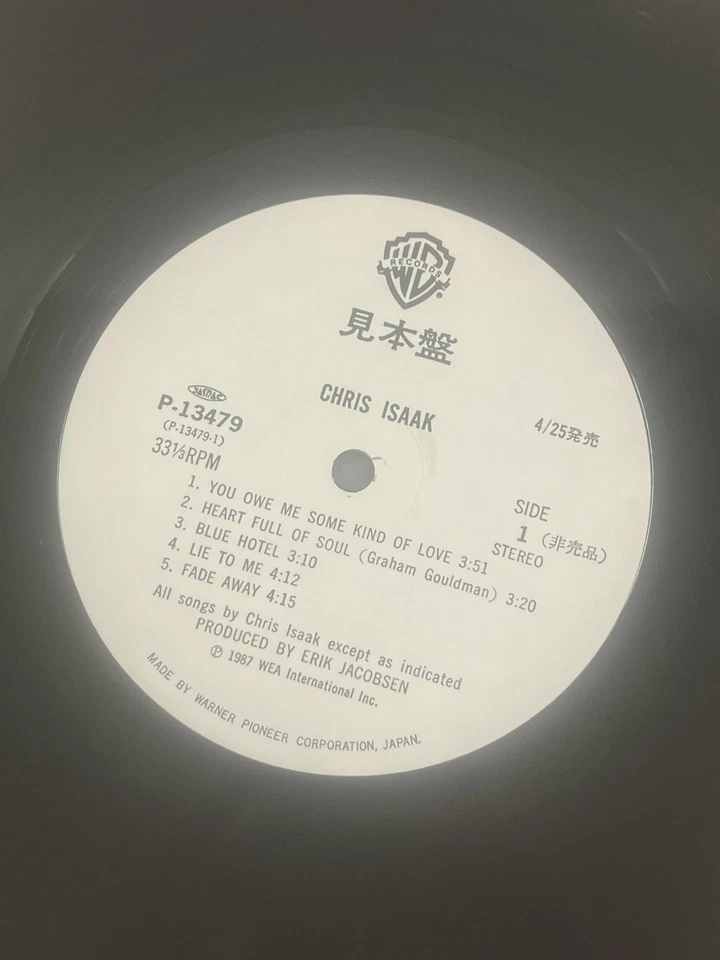 WB
RECORDS
®
見本盤
CHRIS ISAAK
JASRAC
P-13479
(P-13479-1)
33⅓RPM
4/25発売
SIDE
1 (非売品)
STEREO
1. YOU OWE ME SOME KIND OF LOVE 3:51
2. HEART FULL OF SOUL (Graham Gouldman) 3:20
3. BLUE HOTEL 3:10
4. LIE TO ME 4:12
5. FADE AWAY 4:15
All songs by Chris Isaak except as indicated
PRODUCED BY ERIK JACOBSEN
℗ 1987 WEA International Inc.
MADE BY WARNER PIONEER CORPORATION, JAPAN.